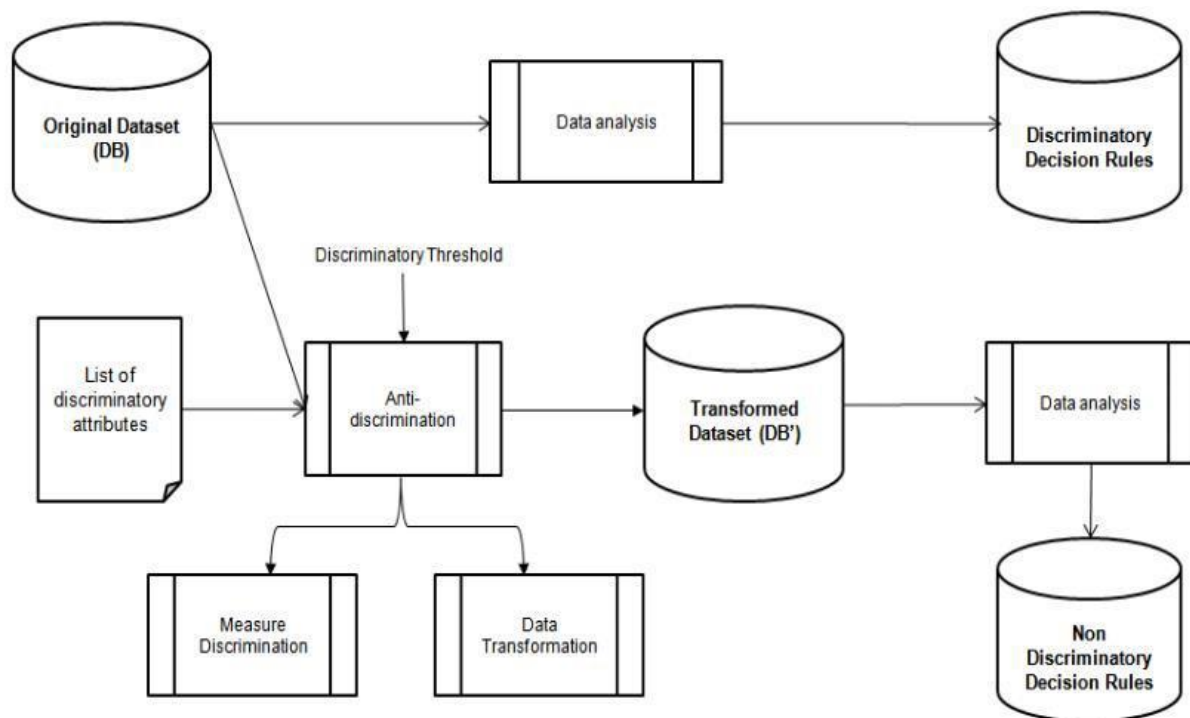 Original Dataset
(DB)
Data analysis
Discriminatory
Decision Rules
Discriminatory Threshold
List of
discriminatory
attributes
Anti-
discrimination
Transformed
Dataset (DB’)
Data analysis
Measure
Discrimination
Data
Transformation
Non
Discriminatory
Decision Rules